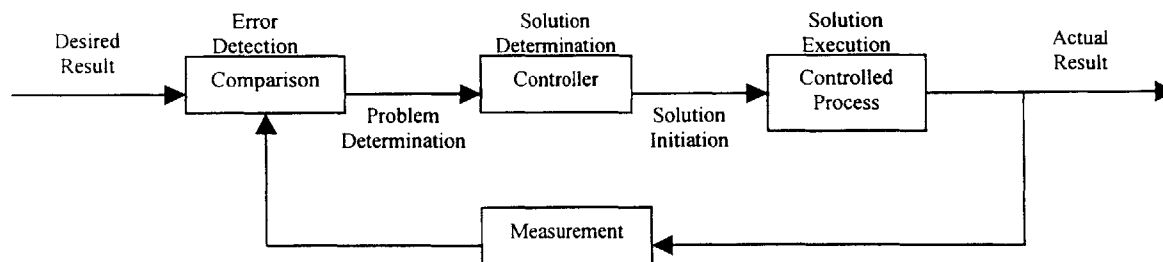 Desired
Result
Error
Detection
Comparison
Problem
Determination
Solution
Determination
Controller
Solution
Initiation
Solution
Execution
Controlled
Process
Actual
Result
Measurement